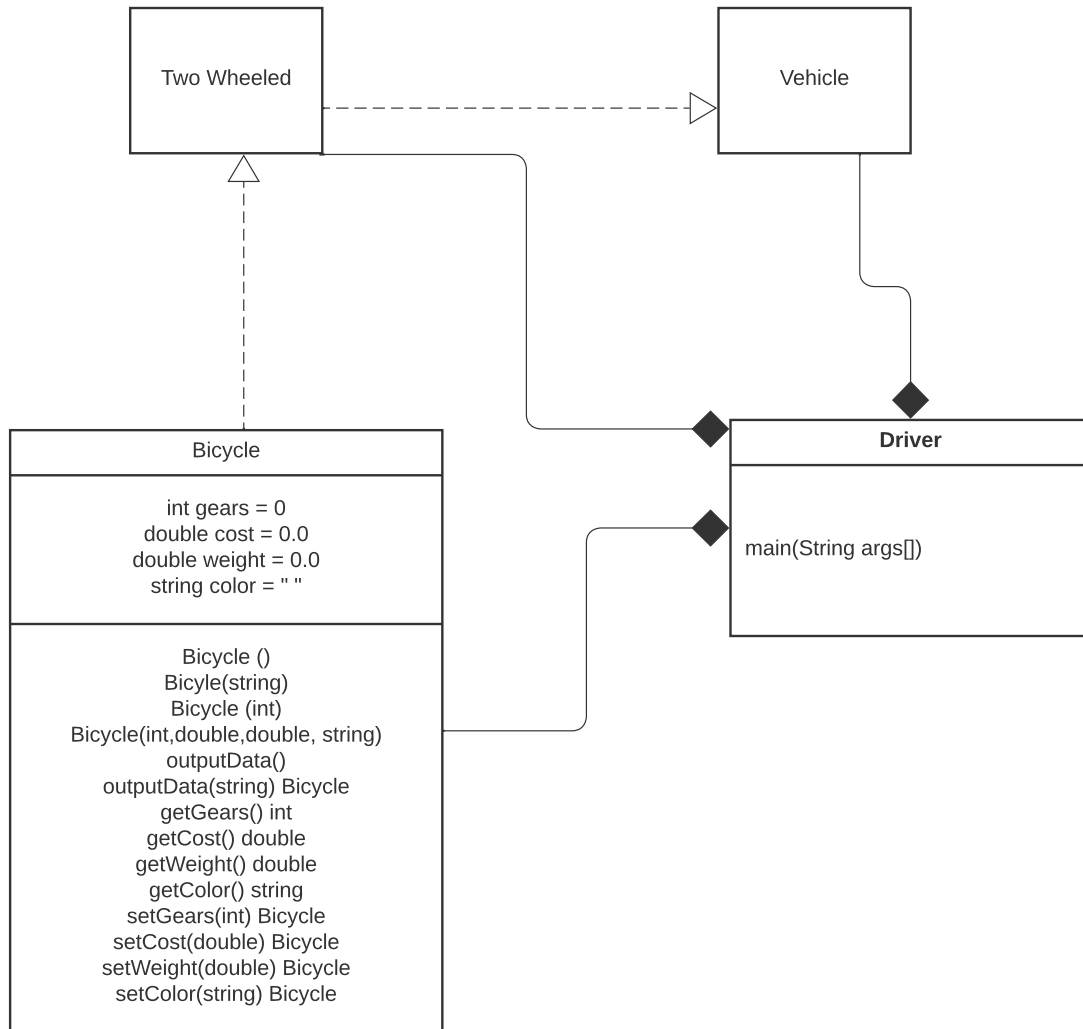 Two Wheeled
Vehicle
Bicycle
int gears = 0
double cost = 0.0
double weight = 0.0
string color = " "
Bicycle ()
Bicyle(string)
Bicycle (int)
Bicycle(int,double,double, string)
outputData()
outputData(string) Bicycle
getGears() int
getCost() double
getWeight() double
getColor() string
setGears(int) Bicycle
setCost(double) Bicycle
setWeight(double) Bicycle
setColor(string) Bicycle
Driver
main(String args[])